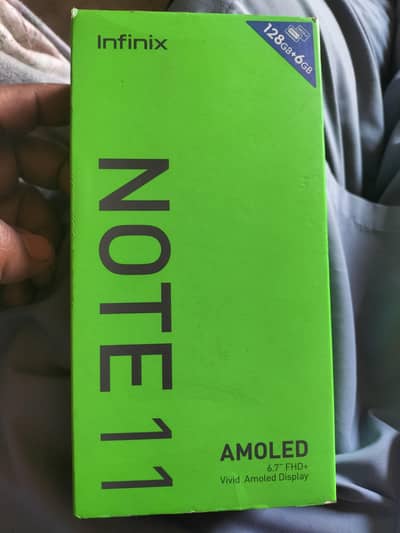 Infinix
128GB+6GB
NOTE 11
AMOLED
6.7" FHD+
Vivid Amoled Display